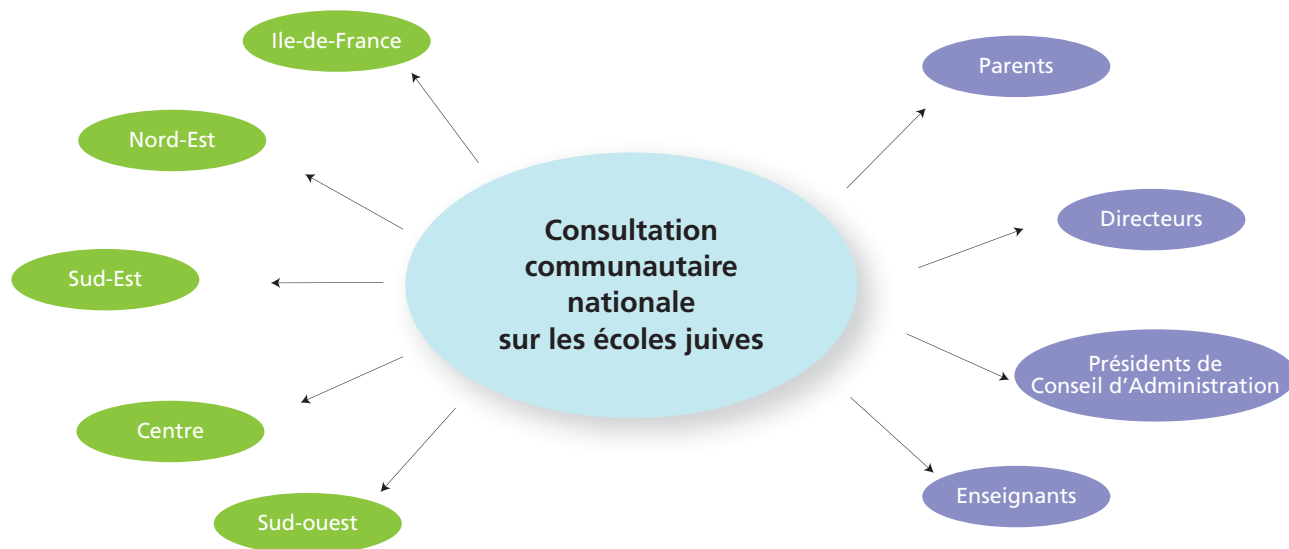 Ile-de-France
Nord-Est
Sud-Est
Centre
Sud-ouest
Consultation
communautaire
nationale
sur les écoles juives
Parents
Directeurs
Présidents de
Conseil d’Administration
Enseignants